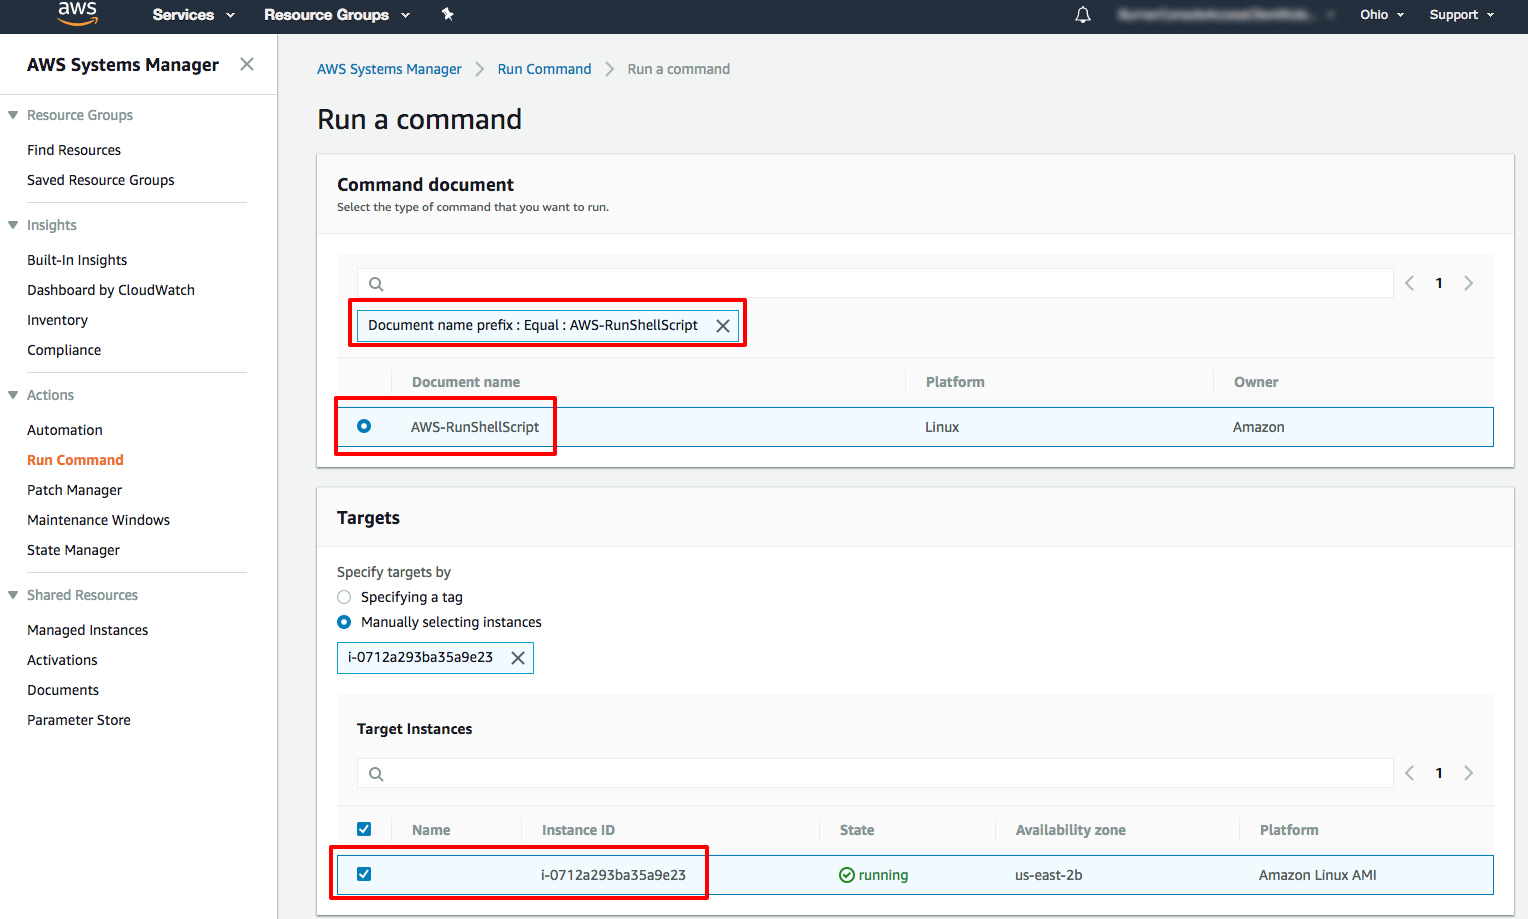 aws Services Resource Groups Ohio Support
AWS Systems Manager
Resource Groups
Find Resources
Saved Resource Groups
Insights
Built-In Insights
Dashboard by CloudWatch
Inventory
Compliance
Actions
Automation
Run Command
Patch Manager
Maintenance Windows
State Manager
Shared Resources
Managed Instances
Activations
Documents
Parameter Store
AWS Systems Manager Run Command Run a command
Run a command
Command document
Select the type of command that you want to run.
1
Document name prefix : Equal : AWS-RunShellScript
Document name Platform Owner
AWS-RunShellScript Linux Amazon
Targets
Specify targets by
Specifying a tag
Manually selecting instances
i-0712a293ba35a9e23
Target Instances
1
Name Instance ID State Availability zone Platform
i-0712a293ba35a9e23 running us-east-2b Amazon Linux AMI